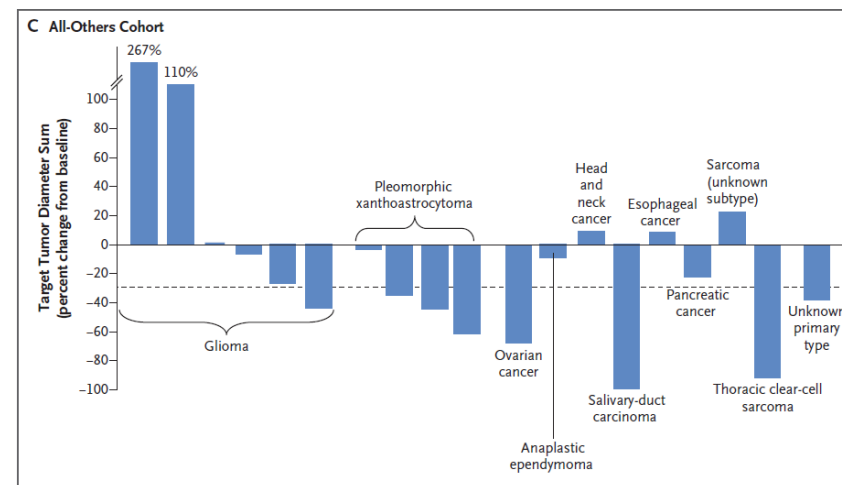 C All-Others Cohort
267%
110%
Target Tumor Diameter Sum
(percent change from baseline)
100
80
60
40
20
0
−20
−40
−60
−80
−100
Glioma
Pleomorphic
xanthoastrocytoma
Ovarian
cancer
Anaplastic
ependymoma
Head
and
neck
cancer
Salivary-duct
carcinoma
Esophageal
cancer
Pancreatic
cancer
Sarcoma
(unknown
subtype)
Thoracic clear-cell
sarcoma
Unknown
primary
type